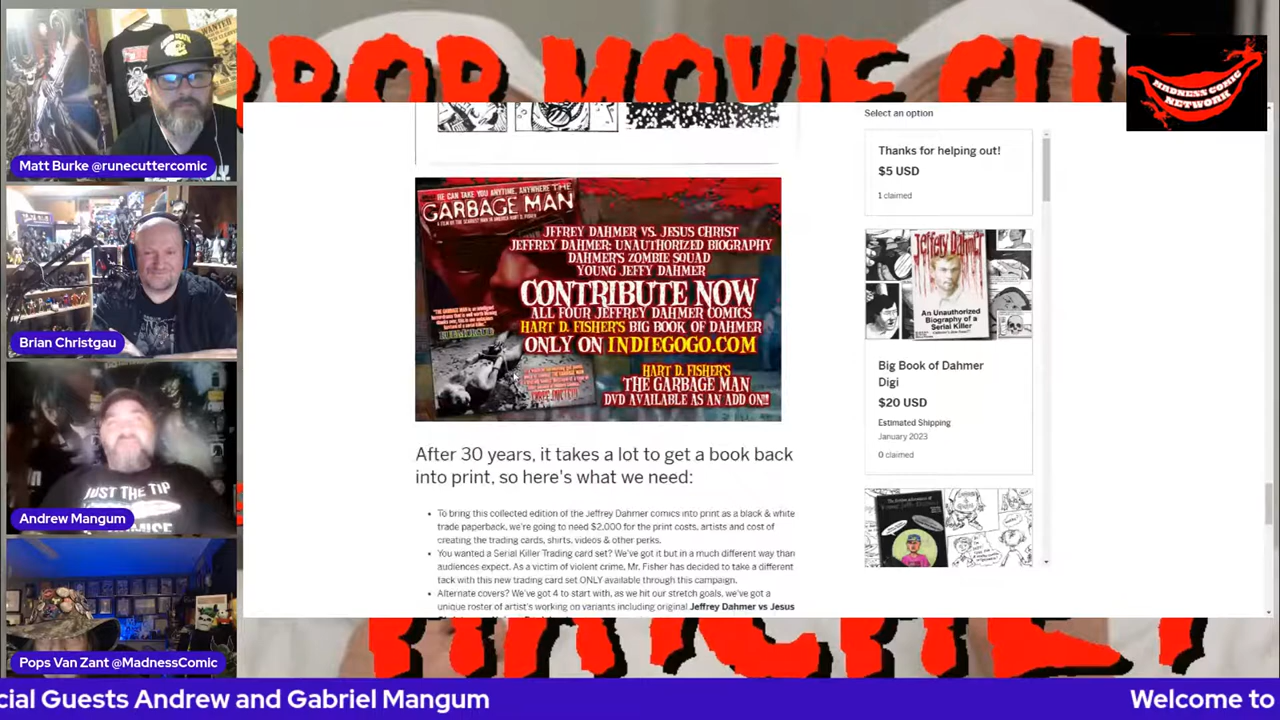 HORROR MOVIE CLU
MADNESS COMIC
NETWORK
Matt Burke @runecuttercomic
Brian Christgau
JUST THE TIP
Andrew Mangum
Pops Van Zant @MadnessComic
HE CAN TAKE YOU ANYTIME, ANYWHERE THE
GARBAGE MAN
JEFFREY DAHMER VS. JESUS CHRIST
JEFFREY DAHMER: UNAUTHORIZED BIOGRAPHY
DAHMER'S ZOMBIE SQUAD
YOUNG JEFFY DAHMER
CONTRIBUTE NOW
ALL FOUR JEFFREY DAHMER COMICS
HART D. FISHER'S BIG BOOK OF DAHMER
ONLY ON INDIEGOGO.COM
HART D. FISHER'S
THE GARBAGE MAN
DVD AVAILABLE AS AN ADD ON!!!
After 30 years, it takes a lot to get a book back
into print, so here's what we need:
• To bring this collected edition of the Jeffrey Dahmer comics into print as a black & white
trade paperback, we're going to need $2,000 for the print costs, artists and cost of
creating the trading cards, shirts, videos & other perks.
• You wanted a Serial Killer Trading card set? We've got it but in a much different way than
audiences expect. As a victim of violent crime, Mr. Fisher has decided to take a different
tack with this new trading card set ONLY available through this campaign.
• Alternate covers? We've got 4 to start with, as we hit our stretch goals, we've got a
unique roster of artist's working on variants including original Jeffrey Dahmer vs Jesus
Select an option
Thanks for helping out!
$5 USD
1 claimed
Jeffrey Dahmer
An Unauthorized
Biography of a
Serial Killer
Big Book of Dahmer
Digi
$20 USD
Estimated Shipping
January 2023
0 claimed
cial Guests Andrew and Gabriel Mangum
Welcome to